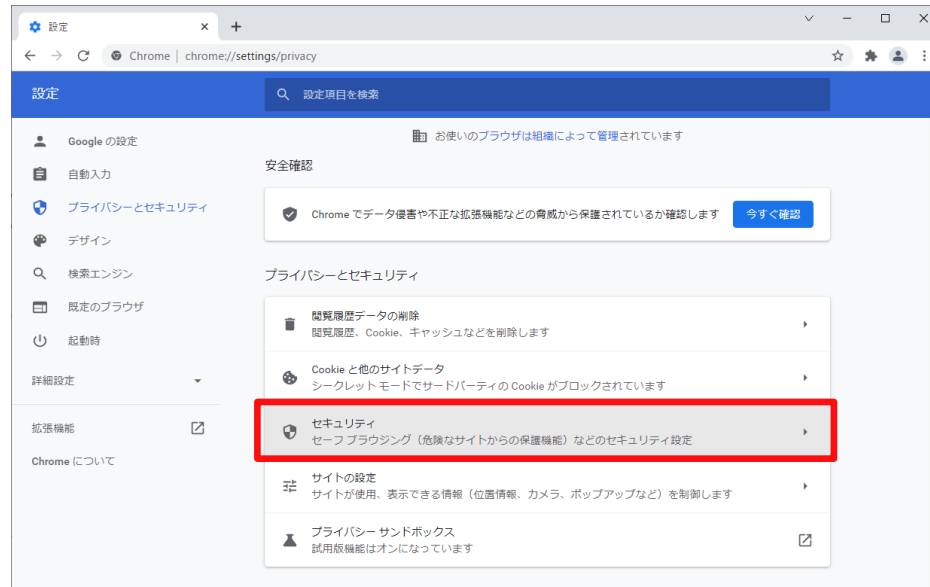 設定
Chrome | chrome://settings/privacy
設定
設定項目を検索
Google の設定
自動入力
プライバシーとセキュリティ
デザイン
検索エンジン
既定のブラウザ
起動時
詳細設定
拡張機能
Chrome について
お使いのブラウザは組織によって管理されています
安全確認
Chrome でデータ侵害や不正な拡張機能などの脅威から保護されているか確認します
今すぐ確認
プライバシーとセキュリティ
閲覧履歴データの削除
閲覧履歴、Cookie、キャッシュなどを削除します
Cookie と他のサイトデータ
シークレット モードでサードパーティの Cookie がブロックされています
セキュリティ
セーフ ブラウジング（危険なサイトからの保護機能）などのセキュリティ設定
サイトの設定
サイトが使用、表示できる情報（位置情報、カメラ、ポップアップなど）を制御します
プライバシー サンドボックス
試用版機能はオンになっています